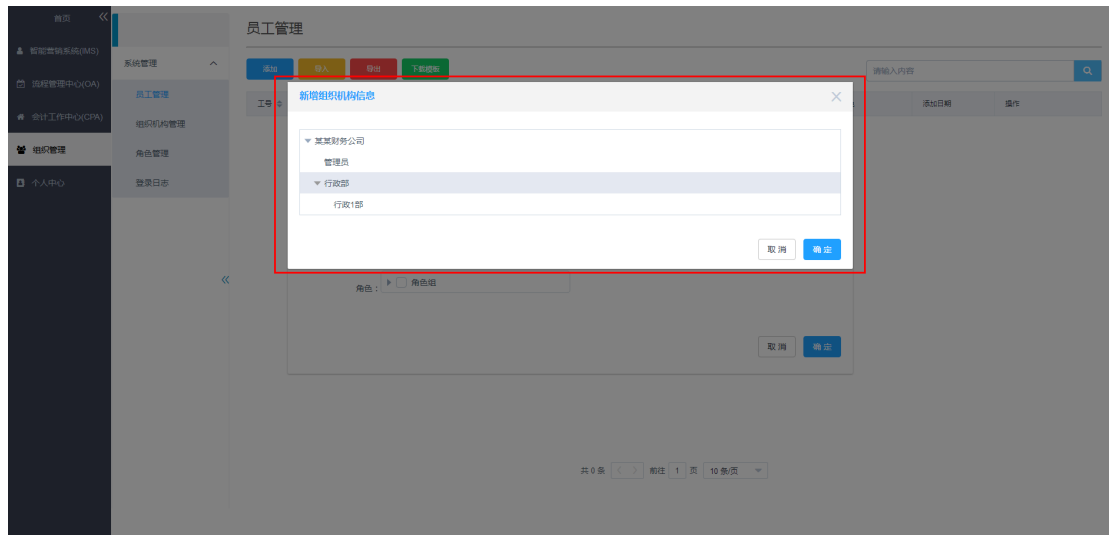 首页
智能营销系统(IMS)
流程管理中心(OA)
会计工作中心(CPA)
组织管理
个人中心
系统管理
员工管理
组织机构管理
角色管理
登录日志
员工管理
添加 导入 导出 下载模板
请输入内容
工号 添加日期 操作
新增组织机构信息
某某财务公司
管理员
行政部
行政1部
取 消 确 定
角色： 角色组
取 消 确 定
共 0 条 前往 1 页 10 条/页